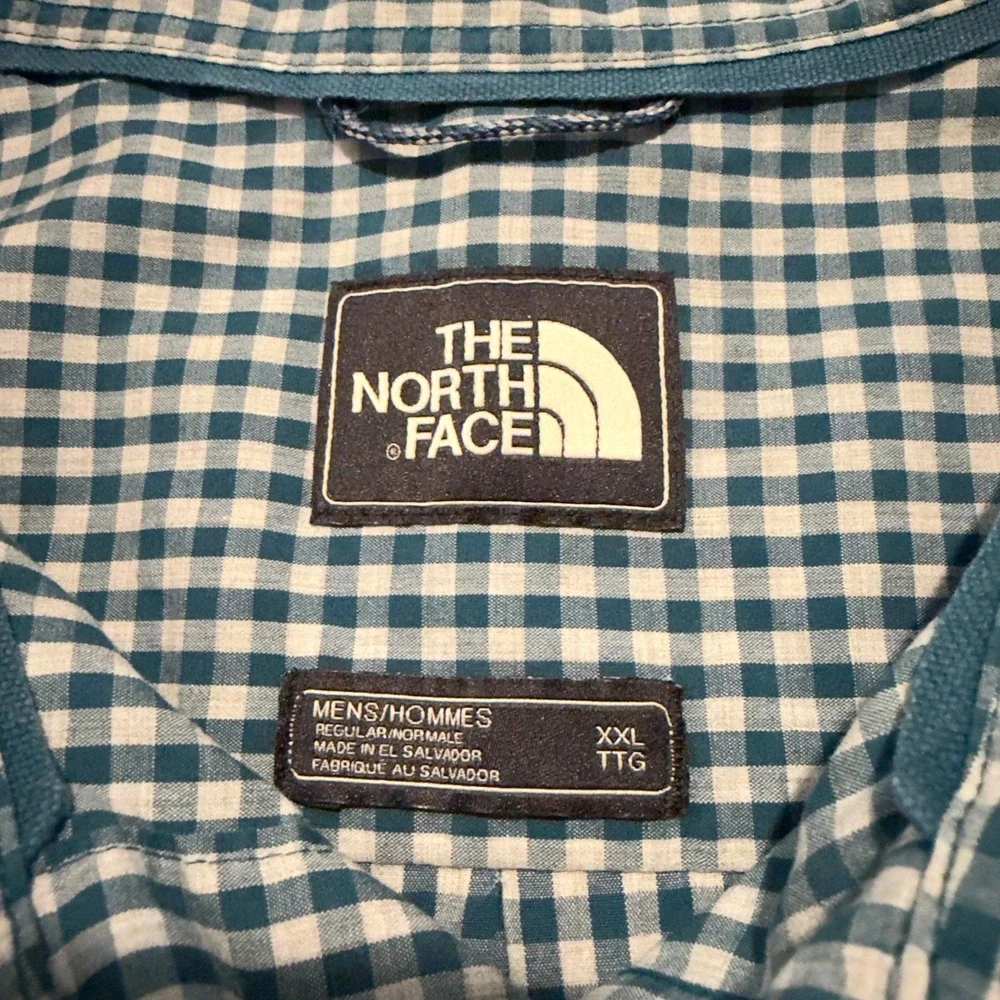 THE
NORTH
FACE
®
MENS/HOMMES
REGULAR/NORMALE
MADE IN EL SALVADOR
FABRIQUÉ AU SALVADOR
XXL
TTG